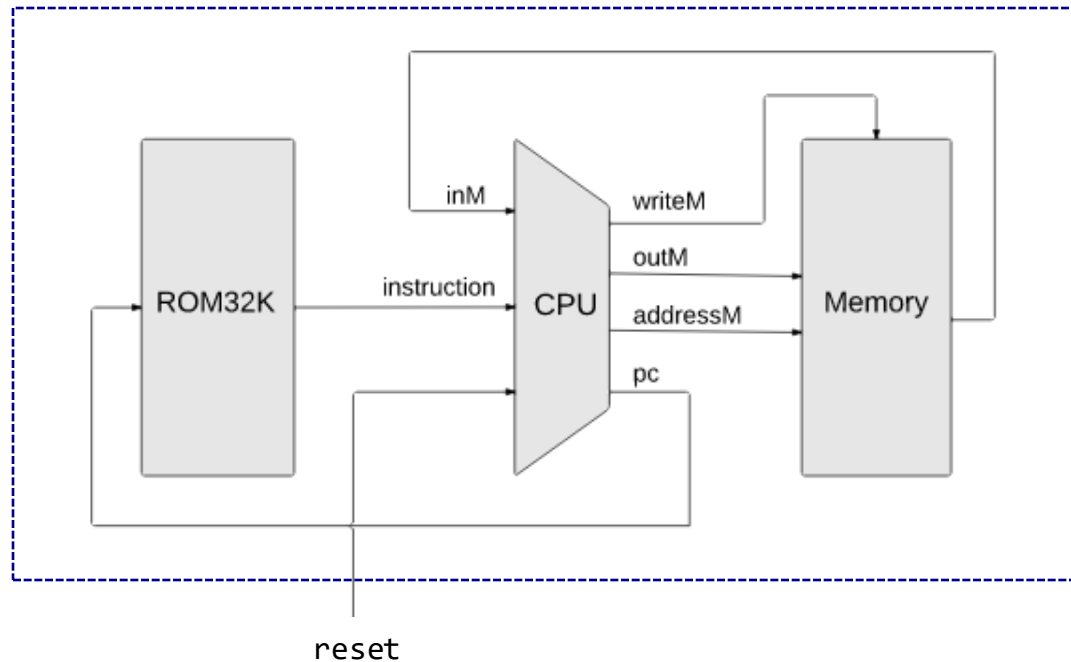 inM
writeM
outM
instruction
ROM32K
CPU
addressM
Memory
pc
reset